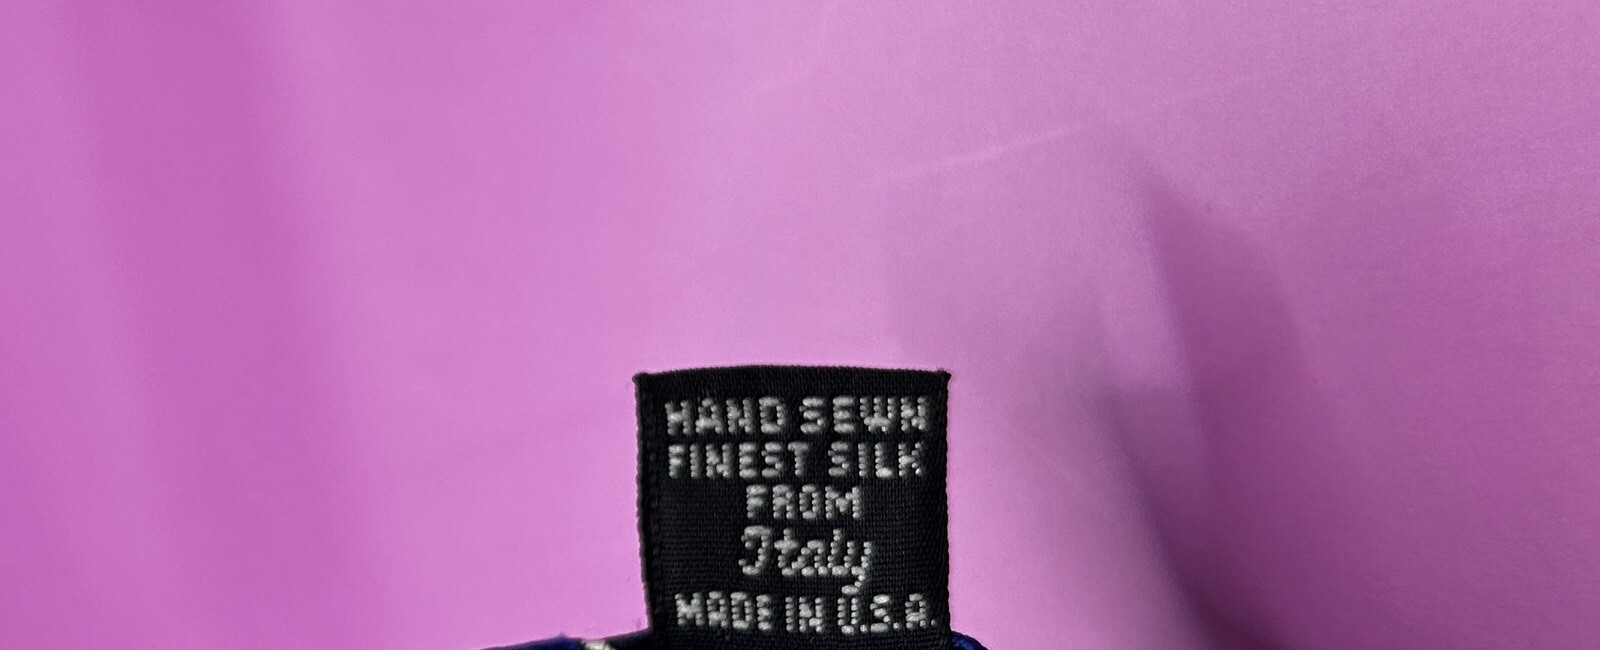 HAND SEWN
FINEST SILK
FROM
Italy
MADE IN U.S.A.